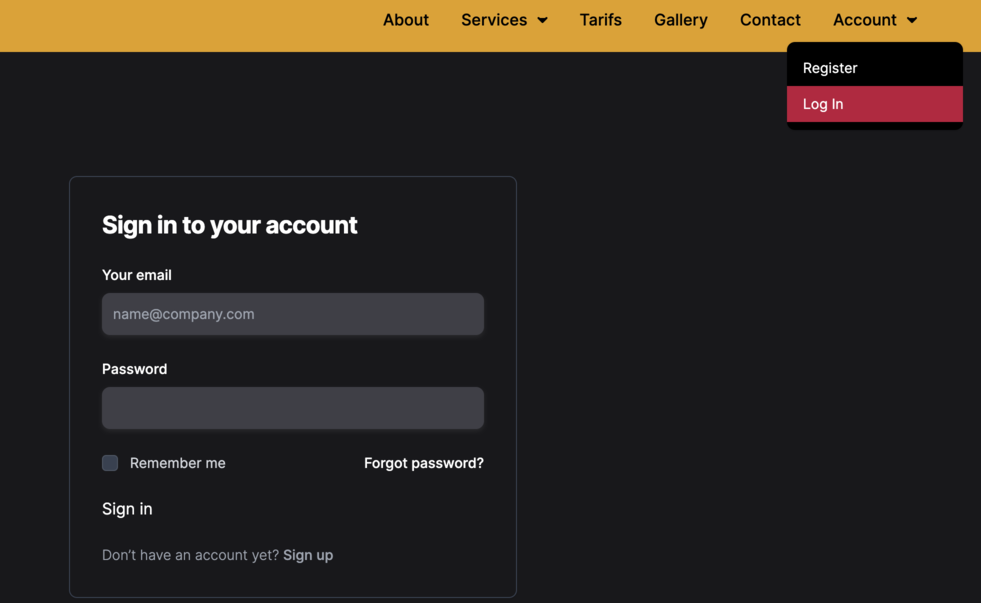 About Services Tarifs Gallery Contact Account
Register
Log In
Sign in to your account
Your email
name@company.com
Password
Remember me Forgot password?
Sign in
Don’t have an account yet? Sign up